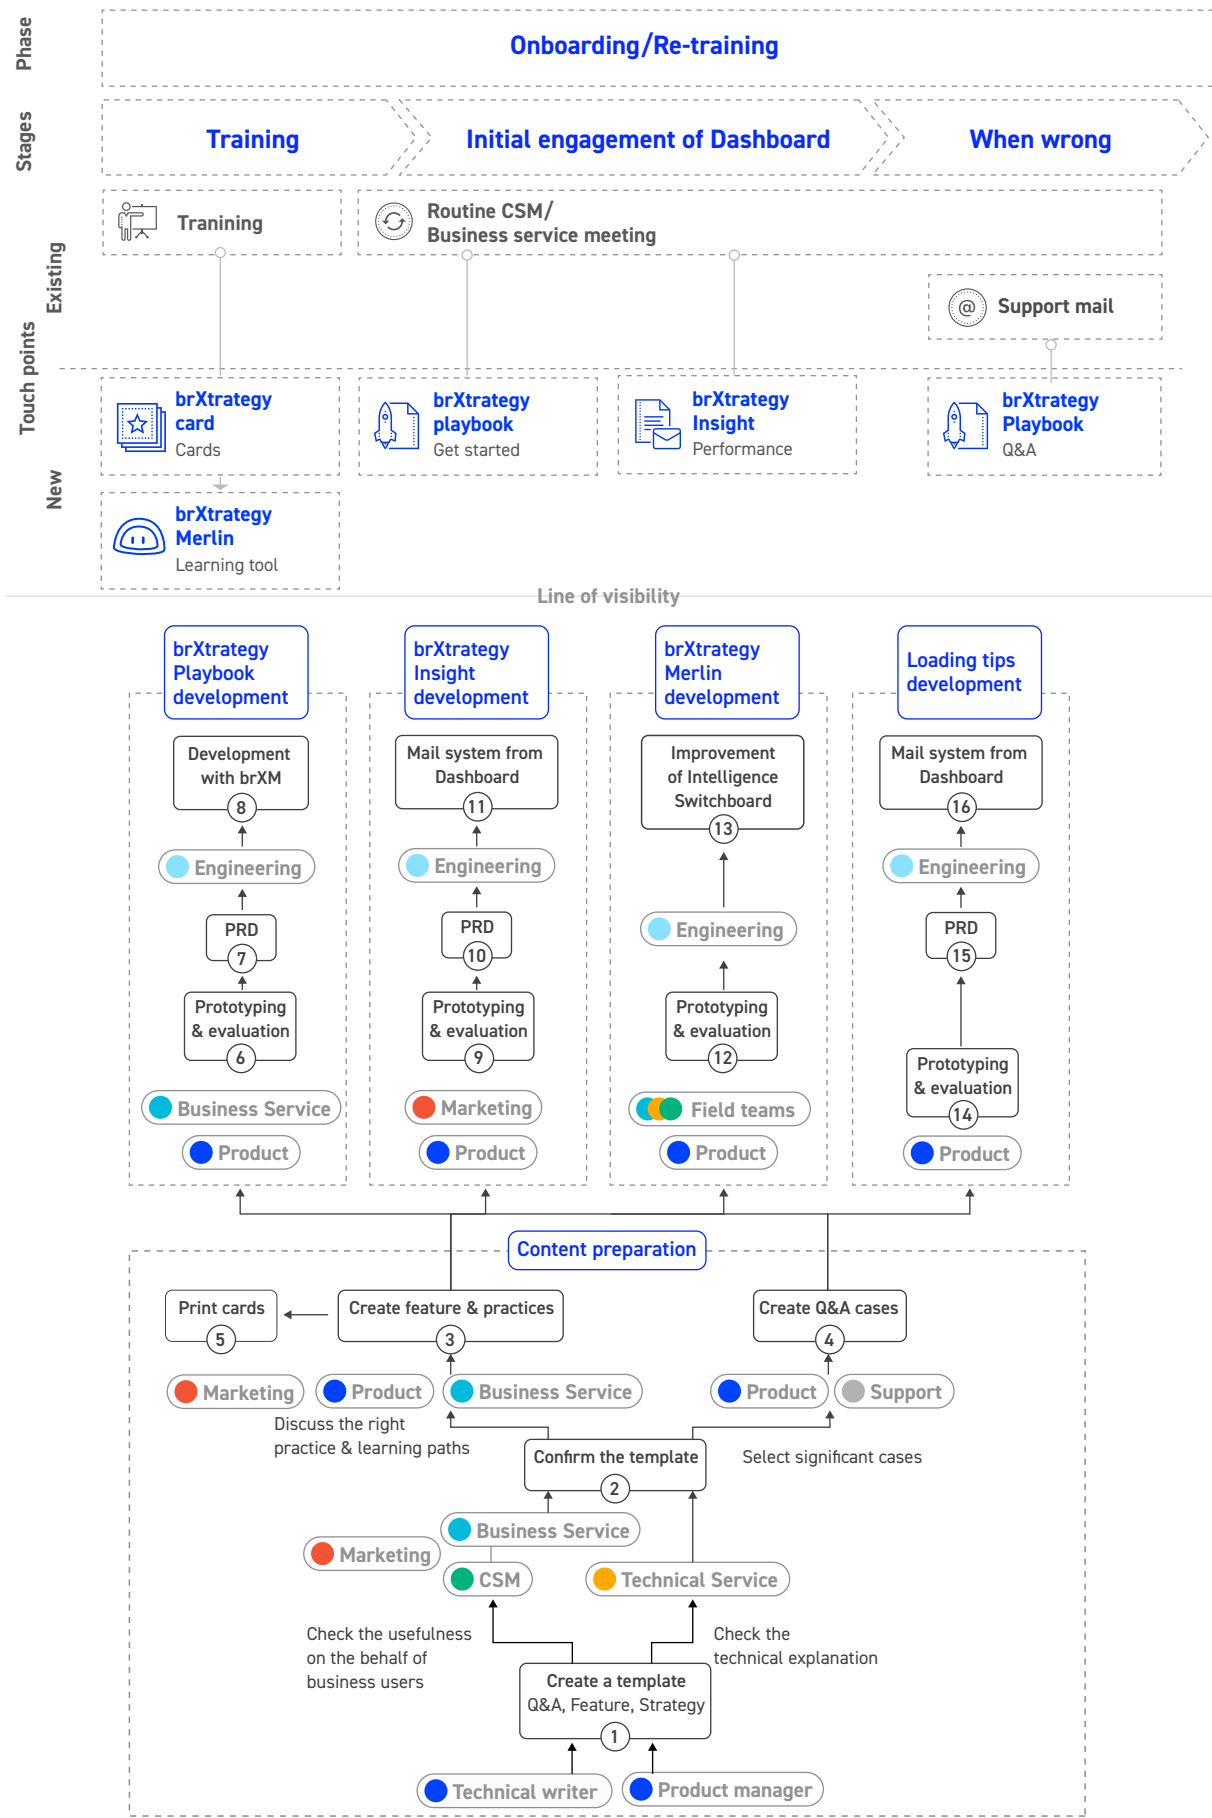 Phase
Onboarding/Re-training
Stages
Training
Initial engagement of Dashboard
When wrong
Touch points
Existing
Tranining
Routine CSM/
Business service meeting
@
Support mail
New
brXtrategy
card
Cards
brXtrategy
playbook
Get started
brXtrategy
Insight
Performance
brXtrategy
Playbook
Q&A
brXtrategy
Merlin
Learning tool
Line of visibility
brXtrategy
Playbook
development
Development
with brXM
8
Engineering
PRD
7
Prototyping
& evaluation
6
Business Service
Product
brXtrategy
Insight
development
Mail system from
Dashboard
11
Engineering
PRD
10
Prototyping
& evaluation
9
Marketing
Product
brXtrategy
Merlin
development
Improvement
of Intelligence
Switchboard
13
Engineering
Prototyping
& evaluation
12
Field teams
Product
Loading tips
development
Mail system from
Dashboard
16
Engineering
PRD
15
Prototyping
& evaluation
14
Product
Content preparation
Print cards
5
Create feature & practices
3
Create Q&A cases
4
Marketing
Product
Business Service
Product
Support
Discuss the right
practice & learning paths
Confirm the template
2
Select significant cases
Business Service
Marketing
CSM
Technical Service
Check the usefulness
on the behalf of
business users
Check the
technical explanation
Create a template
Q&A, Feature, Strategy
1
Technical writer
Product manager